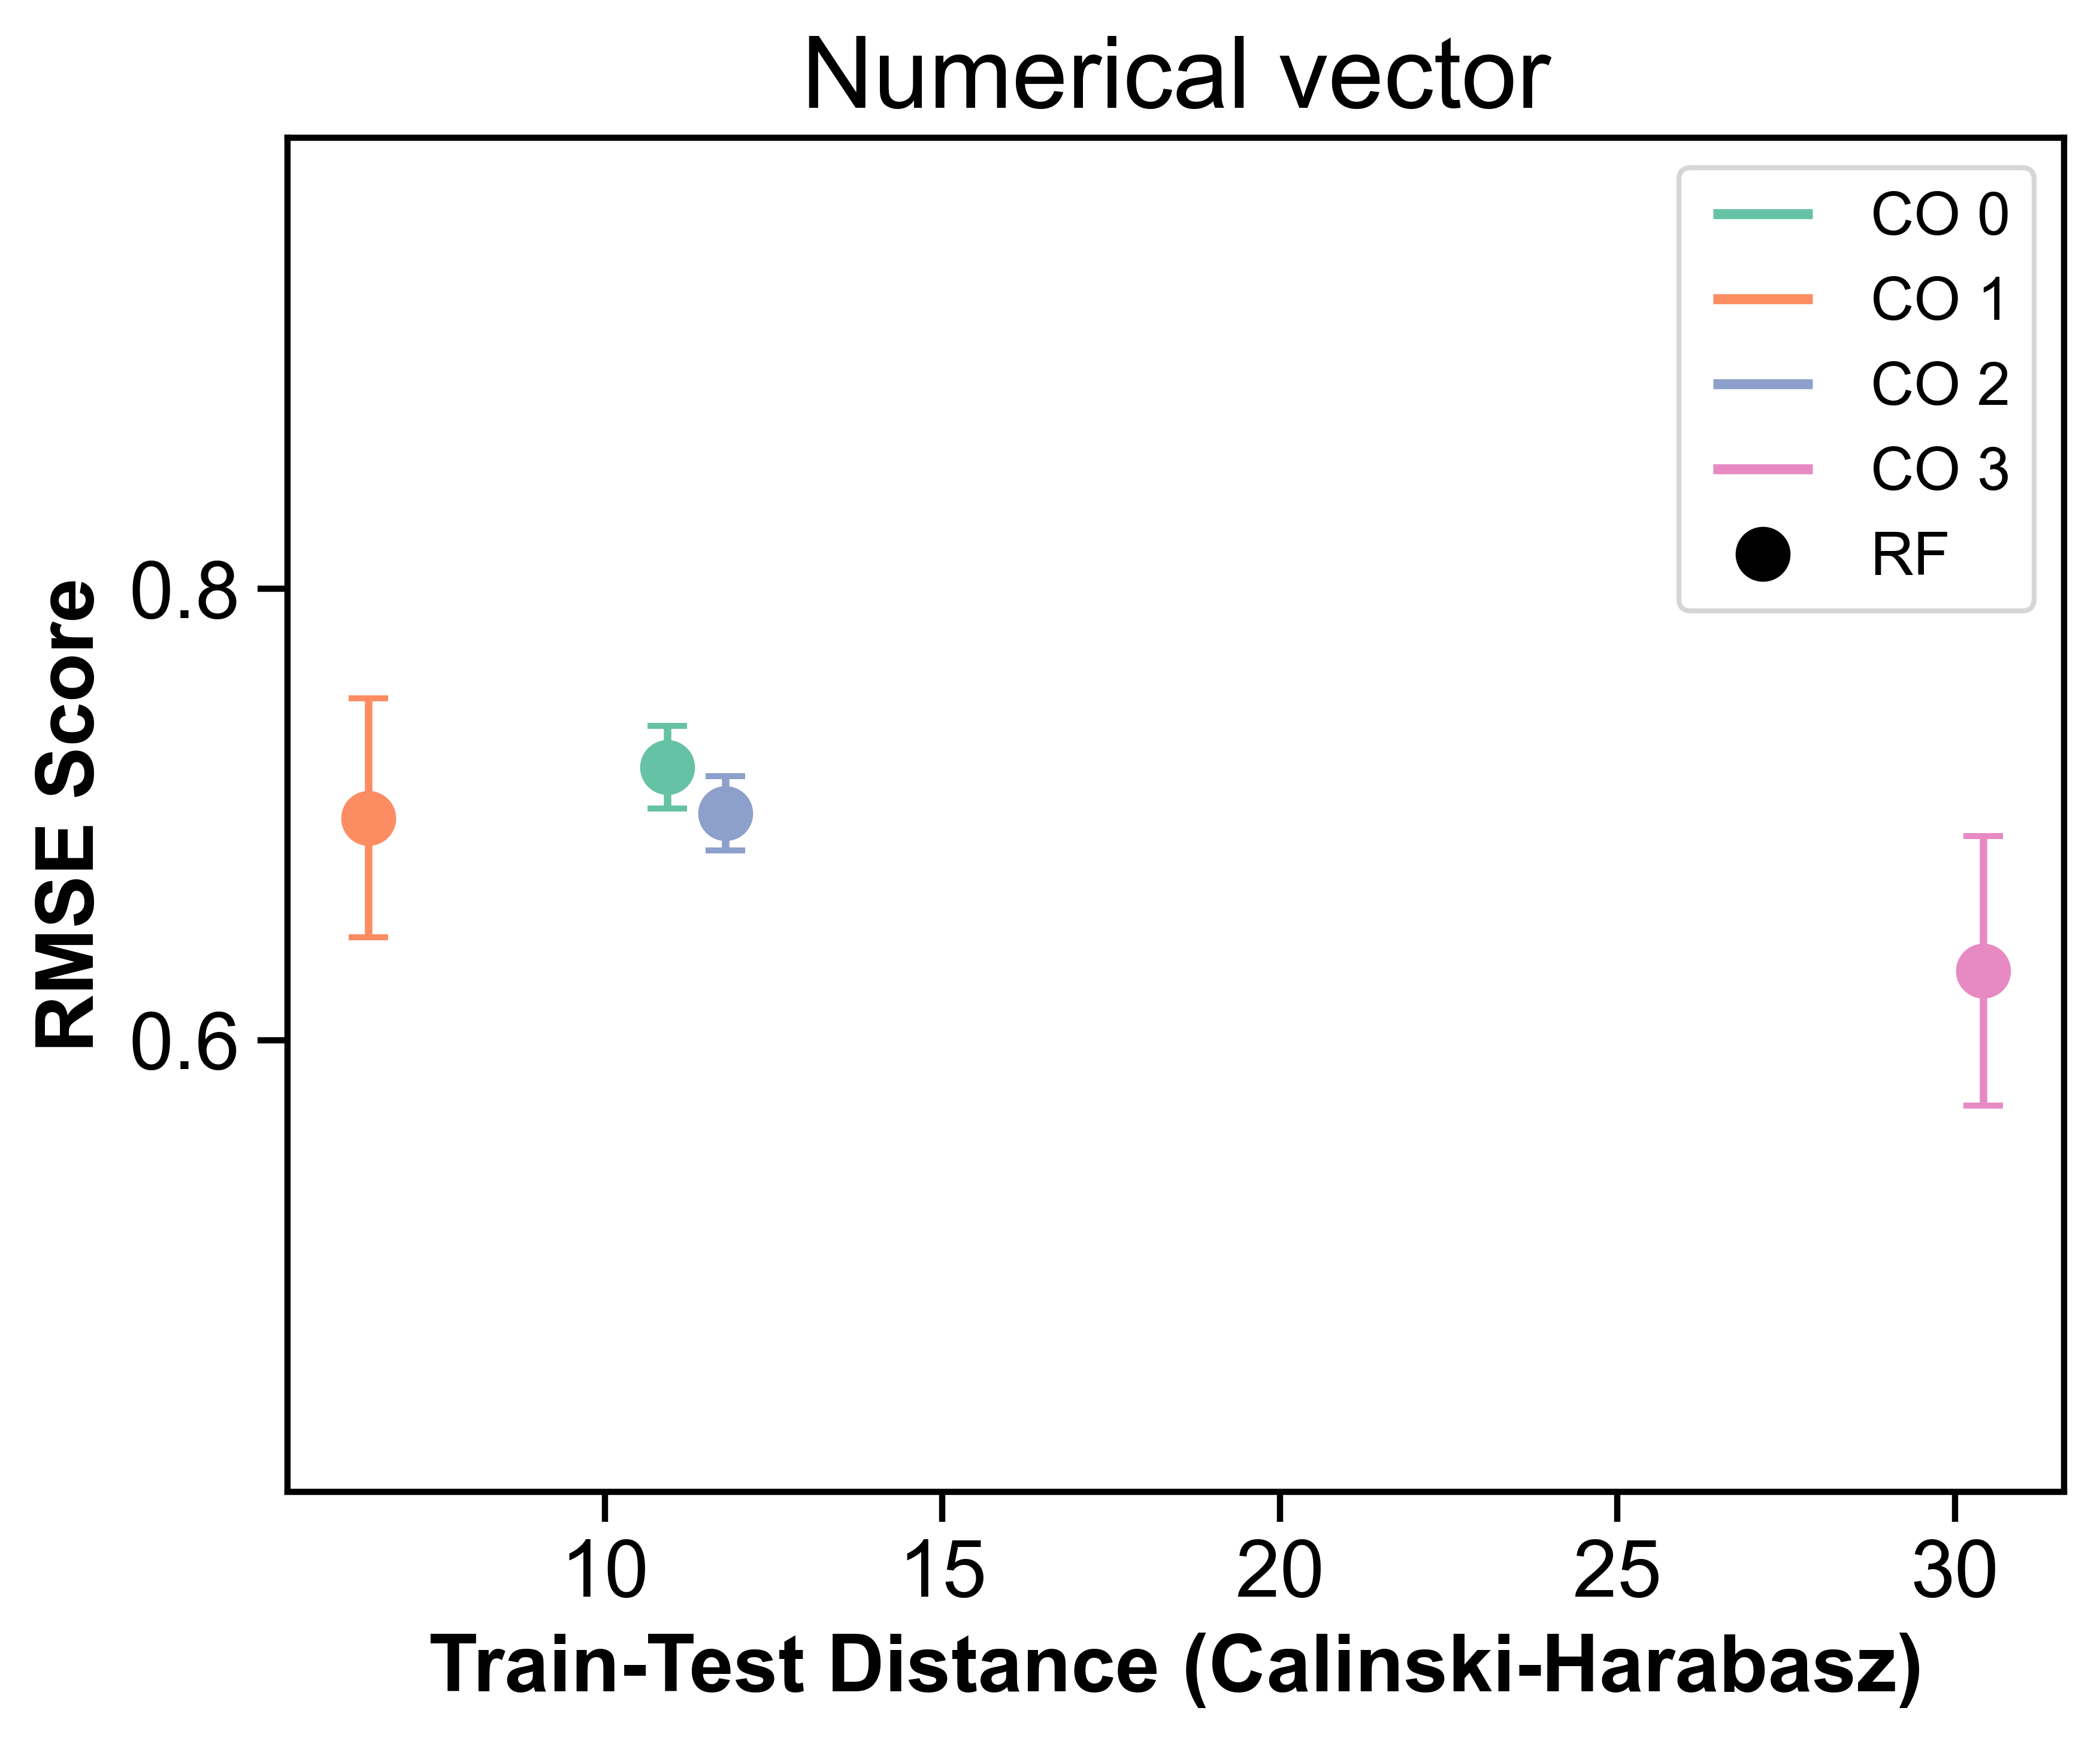 Numerical vector
CO 0
CO 1
CO 2
CO 3
RF
RMSE Score
0.8
0.6
10 15 20 25 30
Train-Test Distance (Calinski-Harabasz)